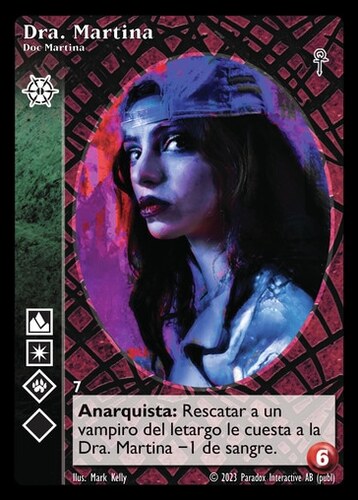 Dra. Martina
Doc Martina
7
Anarquista: Rescatar a un
vampiro del letargo le cuesta a la
Dra. Martina −1 de sangre.
6
Ilus: Mark Kelly © 2023 Paradox Interactive AB (publ)